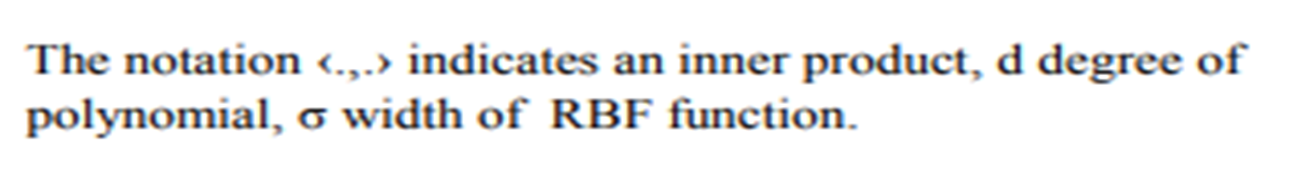 The notation ‹.,.› indicates an inner product, d degree of
polynomial, σ width of RBF function.